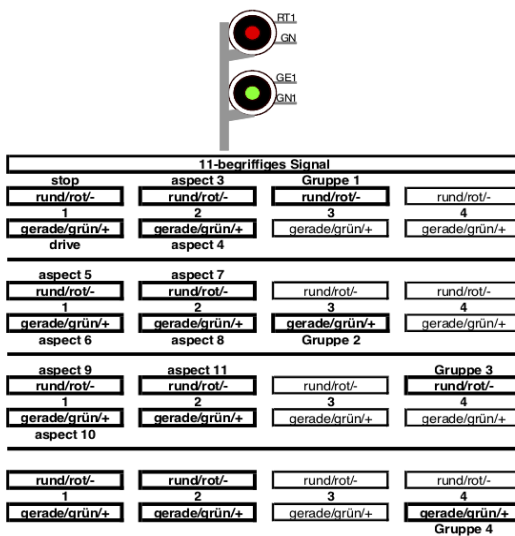 RT1
GN
GE1
GN1
11-begriffiges Signal
stop aspect 3 Gruppe 1
rund/rot/- rund/rot/- rund/rot/- rund/rot/-
1 2 3 4
gerade/grün/+ gerade/grün/+ gerade/grün/+ gerade/grün/+
drive aspect 4
aspect 5 aspect 7
rund/rot/- rund/rot/- rund/rot/- rund/rot/-
1 2 3 4
gerade/grün/+ gerade/grün/+ gerade/grün/+ gerade/grün/+
aspect 6 aspect 8 Gruppe 2
aspect 9 aspect 11 Gruppe 3
rund/rot/- rund/rot/- rund/rot/- rund/rot/-
1 2 3 4
gerade/grün/+ gerade/grün/+ gerade/grün/+ gerade/grün/+
aspect 10
rund/rot/- rund/rot/- rund/rot/- rund/rot/-
1 2 3 4
gerade/grün/+ gerade/grün/+ gerade/grün/+ gerade/grün/+
Gruppe 4